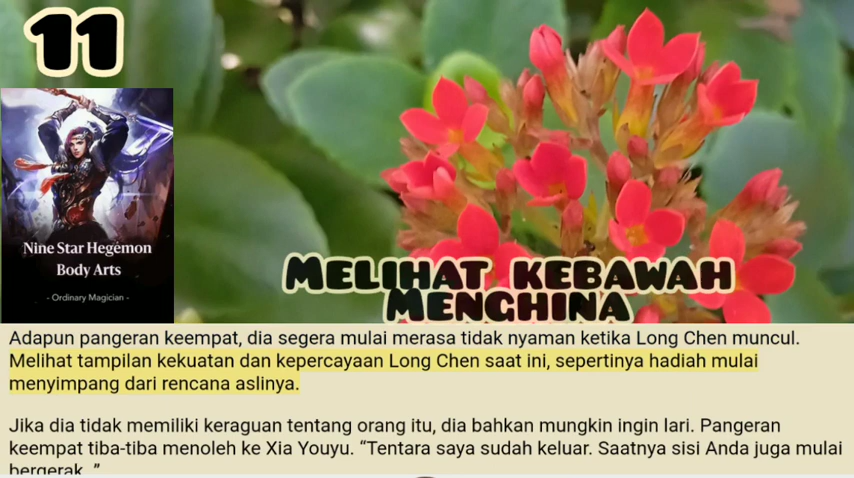 11
Nine Star Hegemon
Body Arts
- Ordinary Magician -
MELIHAT KEBAWAH
MENGHINA
Adapun pangeran keempat, dia segera mulai merasa tidak nyaman ketika Long Chen muncul.
Melihat tampilan kekuatan dan kepercayaan Long Chen saat ini, sepertinya hadiah mulai
menyimpang dari rencana aslinya.
Jika dia tidak memiliki keraguan tentang orang itu, dia bahkan mungkin ingin lari. Pangeran
keempat tiba-tiba menoleh ke Xia Youyu. “Tentara saya sudah keluar. Saatnya sisi Anda juga mulai
bergerak. ”